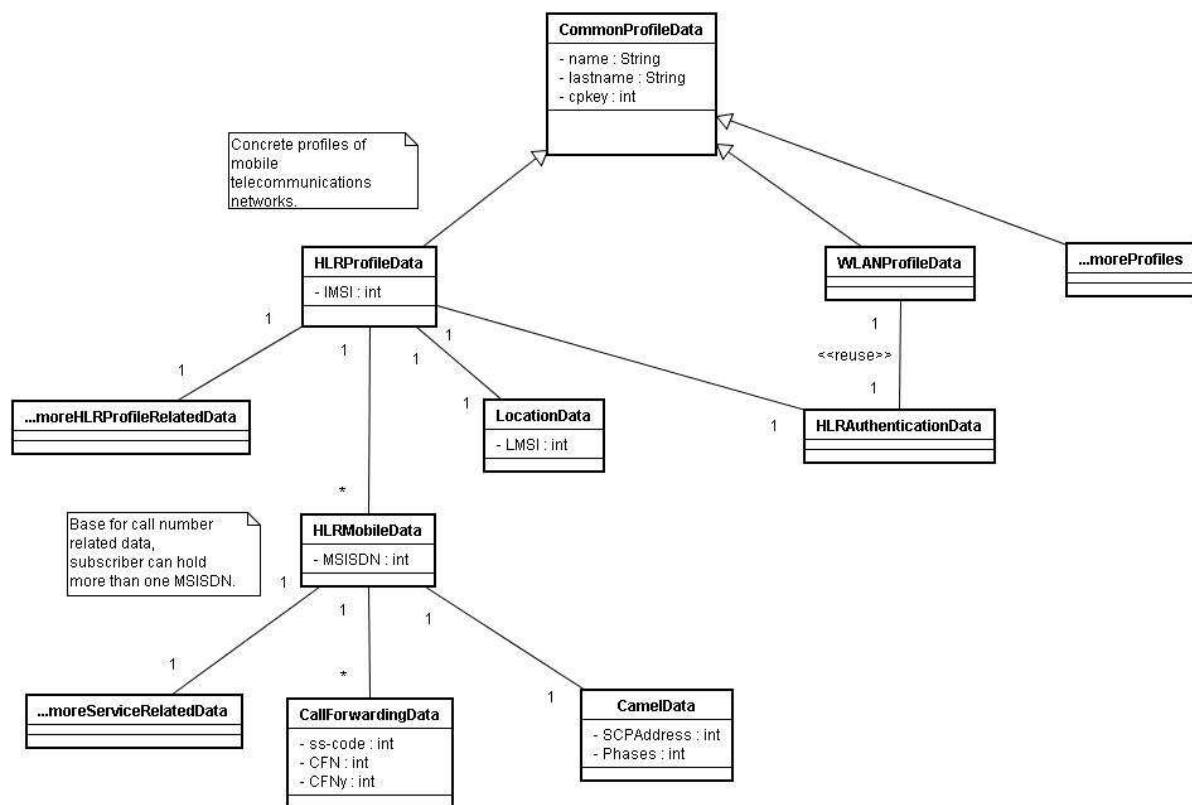 CommonProfileData
- name : String
- lastname : String
- cpkey : int
Concrete profiles of
mobile
telecommunications
networks.
HLRProfileData
- IMSI : int
WLANProfileData
...moreProfiles
1
1
1
1
1
1
<<reuse>>
1
1
1
1
...moreHLRProfileRelatedData
LocationData
- LMSI : int
HLRAuthenticationData
*
Base for call number
related data,
subscriber can hold
more than one MSISDN.
HLRMobileData
- MSISDN : int
1
1
1
1
*
1
...moreServiceRelatedData
CallForwardingData
- ss-code : int
- CFN : int
- CFNy : int
CamelData
- SCPAddress : int
- Phases : int